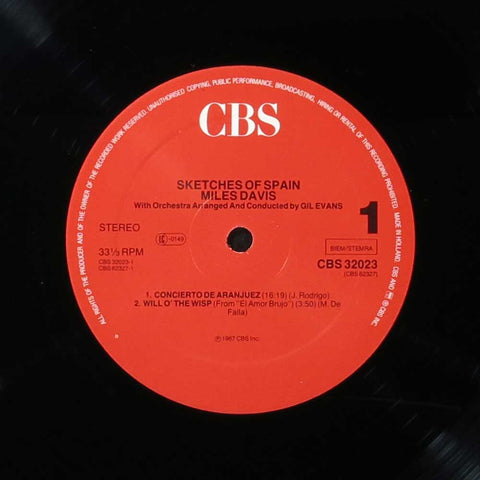 ALL RIGHTS OF THE PRODUCER AND OF THE OWNER OF THE RECORDED WORK RESERVED. UNAUTHORISED COPYING, PUBLIC PERFORMANCE, BROADCASTING, HIRING OR RENTAL OF THIS RECORDING PROHIBITED. MADE IN HOLLAND. CBS AND ARE ℗ CBS INC.
CBS
SKETCHES OF SPAIN
MILES DAVIS
With Orchestra Arranged And Conducted by GIL EVANS
STEREO
1
-0149
BIEM/STEMRA
33⅓ RPM
CBS 32023
CBS 32023-1
[CBS 62327]
CBS 62327-1
1. CONCIERTO DE ARANJUEZ (16:19) (J. Rodrigo)
2. WILL O' THE WISP (From "El Amor Brujo") (3.50) (M. De
Falla)
℗ 1967 CBS Inc.